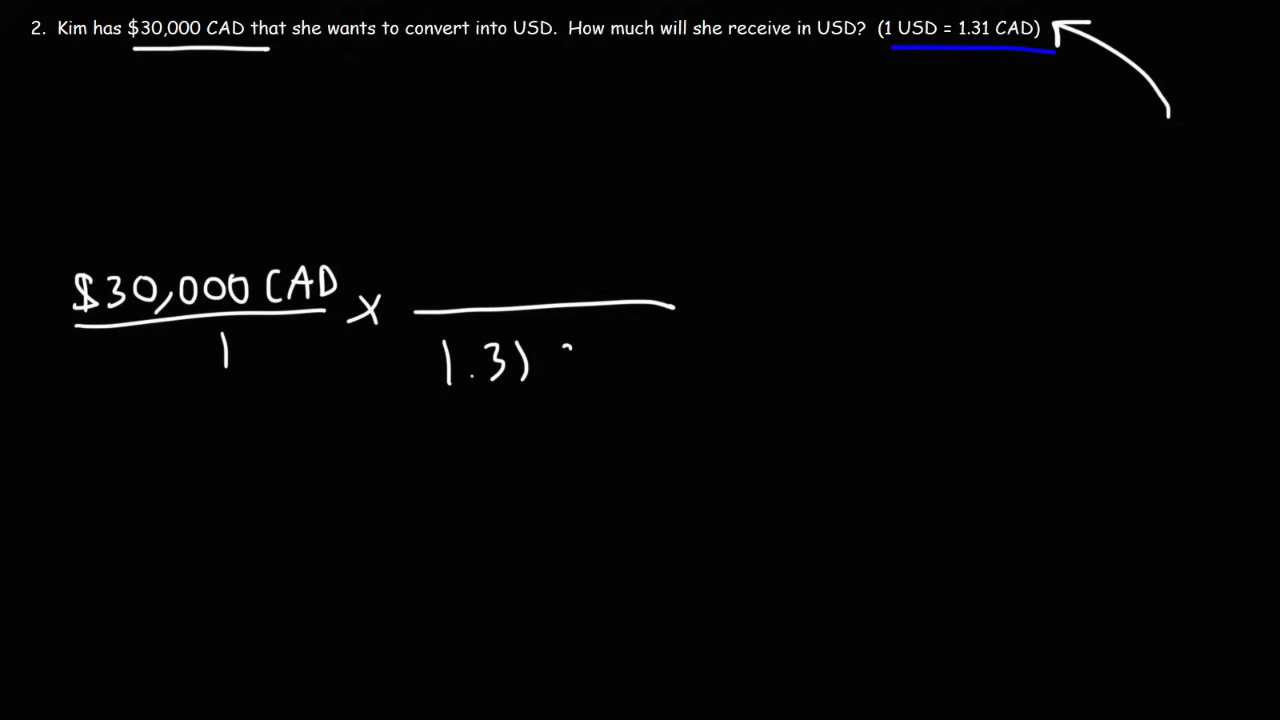 2. Kim has $30,000 CAD that she wants to convert into USD. How much will she receive in USD? (1 USD = 1.31 CAD)
$30,000 CAD
x
1
1.31